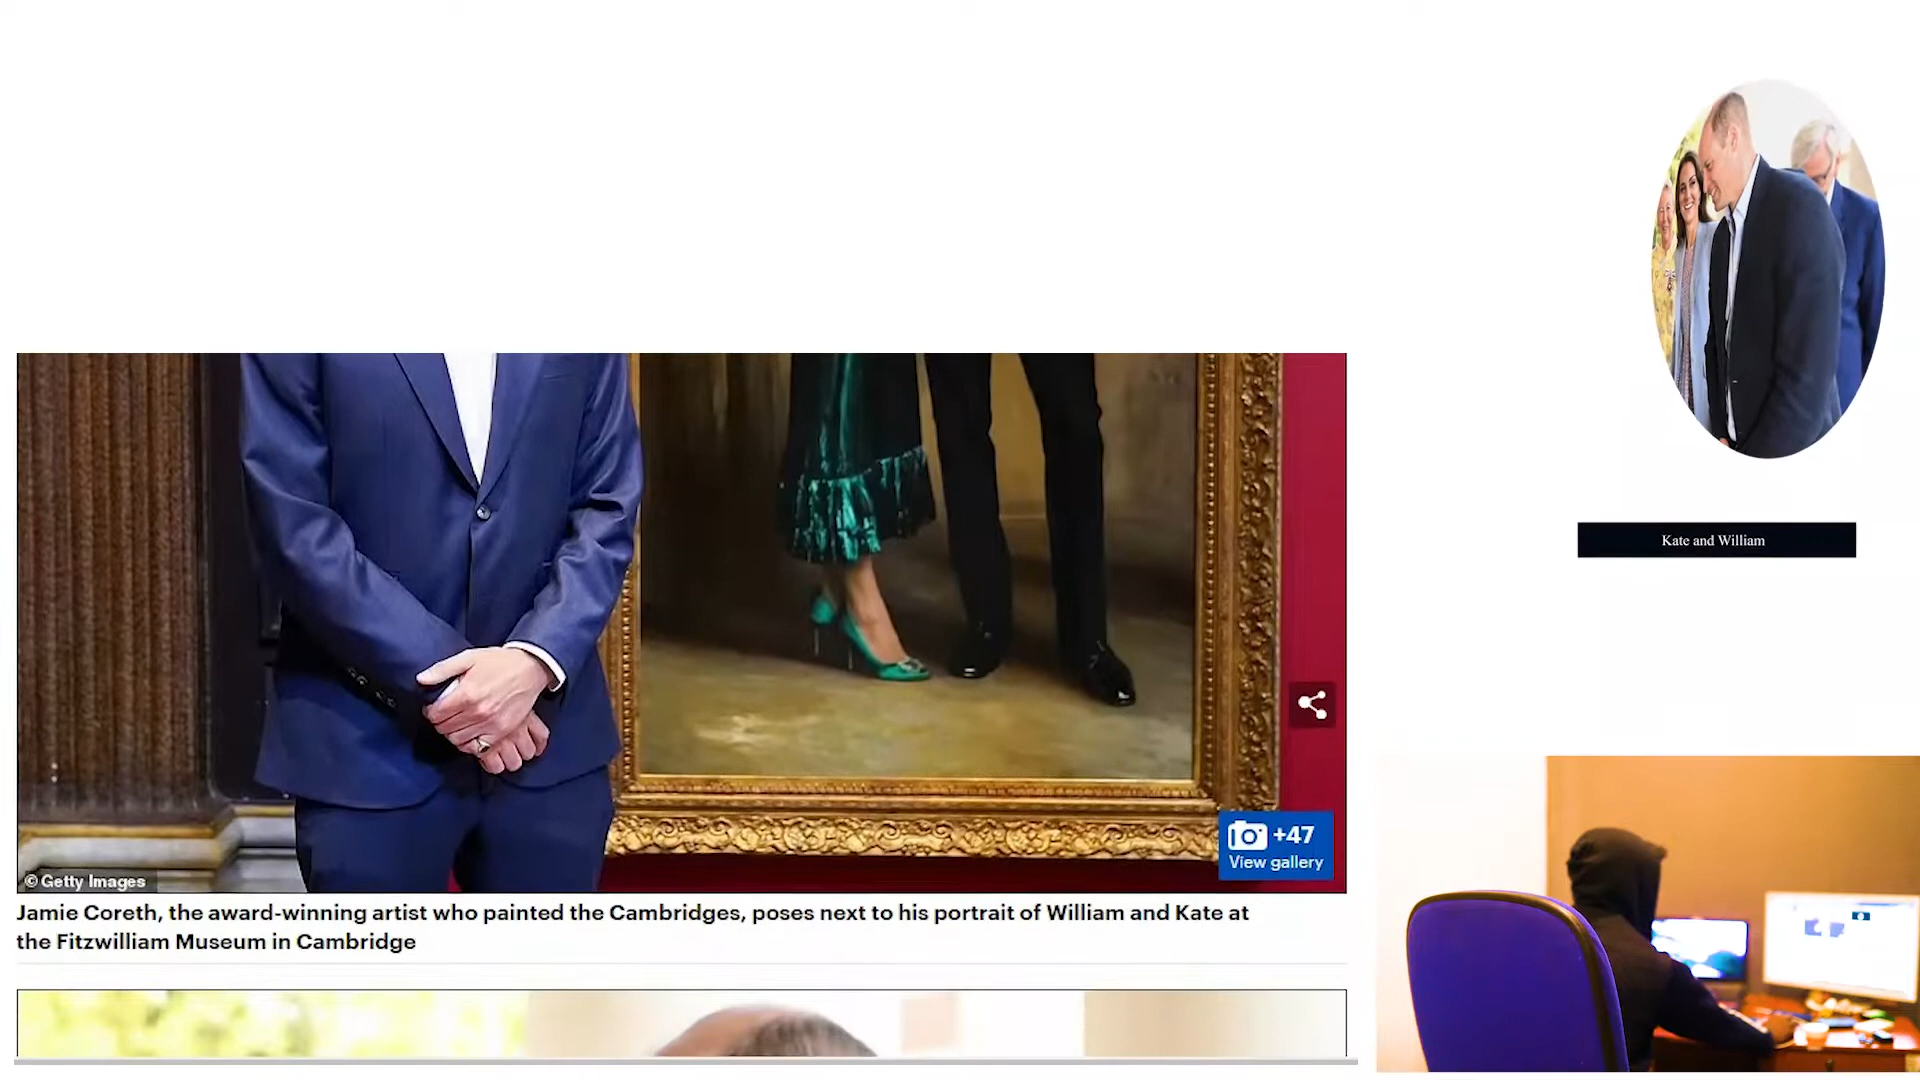 Kate and William
+47
View gallery
© Getty Images
Jamie Coreth, the award-winning artist who painted the Cambridges, poses next to his portrait of William and Kate at
the Fitzwilliam Museum in Cambridge